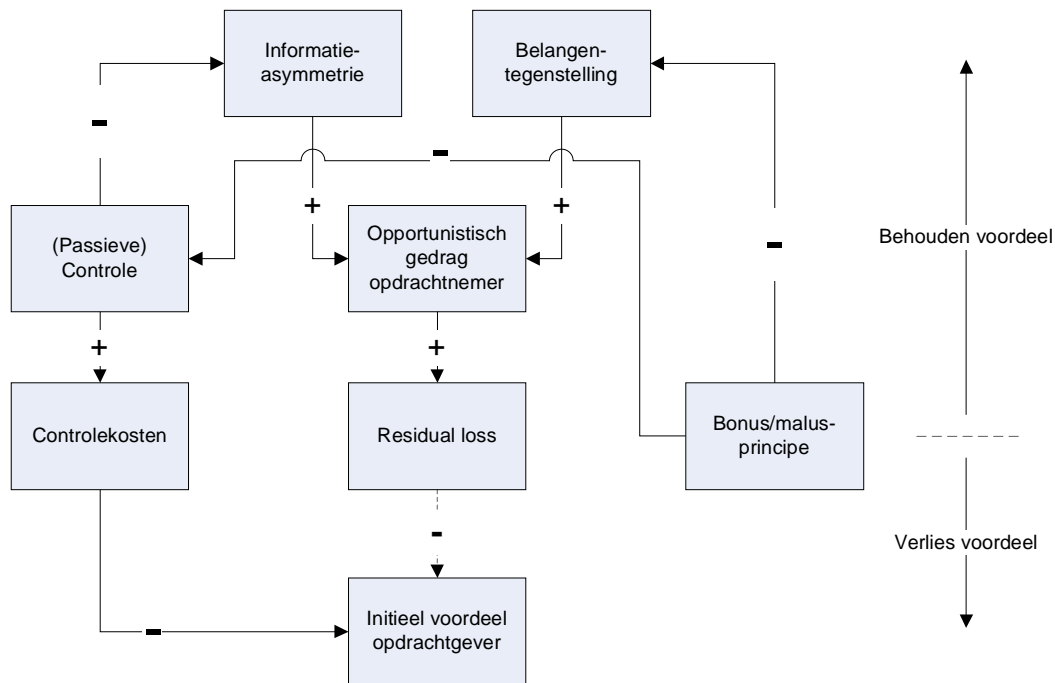 Informatie-
asymmetrie
Belangen-
tegenstelling
-
-
-
+
+
(Passieve)
Controle
Opportunistisch
gedrag
opdrachtnemer
Behouden voordeel
+
+
Controlekosten
Residual loss
Bonus/malus-
principe
-
Verlies voordeel
Initieel voordeel
opdrachtgever
-